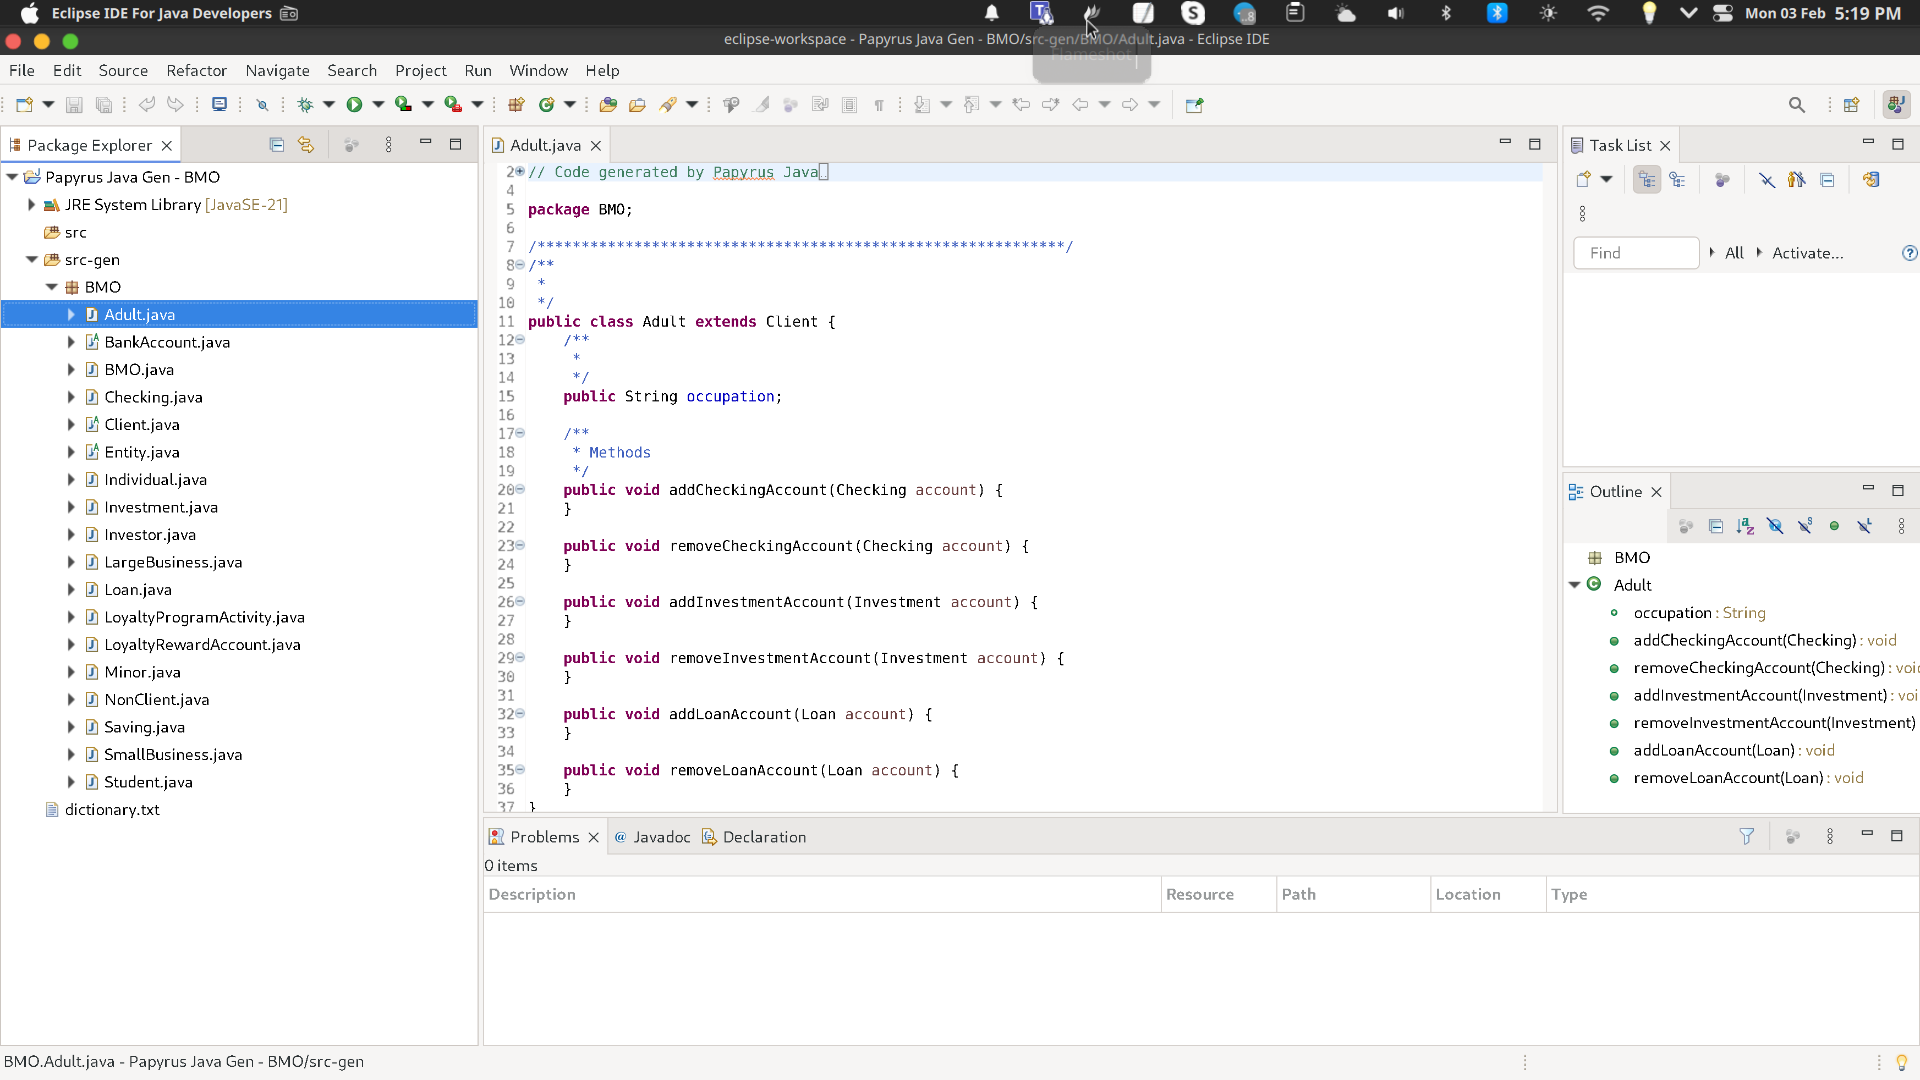 Eclipse IDE For Java Developers
Mon 03 Feb 5:19 PM
eclipse-workspace - Papyrus Java Gen - BMO/src-gen/BMO/Adult.java - Eclipse IDE
Flameshot
File Edit Source Refactor Navigate Search Project Run Window Help
Package Explorer
Papyrus Java Gen - BMO
JRE System Library [JavaSE-21]
src
src-gen
BMO
Adult.java
BankAccount.java
BMO.java
Checking.java
Client.java
Entity.java
Individual.java
Investment.java
Investor.java
LargeBusiness.java
Loan.java
LoyaltyProgramActivity.java
LoyaltyRewardAccount.java
Minor.java
NonClient.java
Saving.java
SmallBusiness.java
Student.java
dictionary.txt
Adult.java
2 // Code generated by Papyrus Java
4
5 package BMO;
6
7 /************************************************************/
8 /**
9 *
10 */
11 public class Adult extends Client {
12 /**
13 *
14 */
15 public String occupation;
16
17 /**
18 * Methods
19 */
20 public void addCheckingAccount(Checking account) {
21 }
22
23 public void removeCheckingAccount(Checking account) {
24 }
25
26 public void addInvestmentAccount(Investment account) {
27 }
28
29 public void removeInvestmentAccount(Investment account) {
30 }
31
32 public void addLoanAccount(Loan account) {
33 }
34
35 public void removeLoanAccount(Loan account) {
36 }
37 }
Task List
Find
All
Activate...
Outline
BMO
Adult
occupation : String
addCheckingAccount(Checking) : void
removeCheckingAccount(Checking) : voi
addInvestmentAccount(Investment) : voi
removeInvestmentAccount(Investment)
addLoanAccount(Loan) : void
removeLoanAccount(Loan) : void
Problems
Javadoc
Declaration
0 items
Description Resource Path Location Type
BMO.Adult.java - Papyrus Java Gen - BMO/src-gen